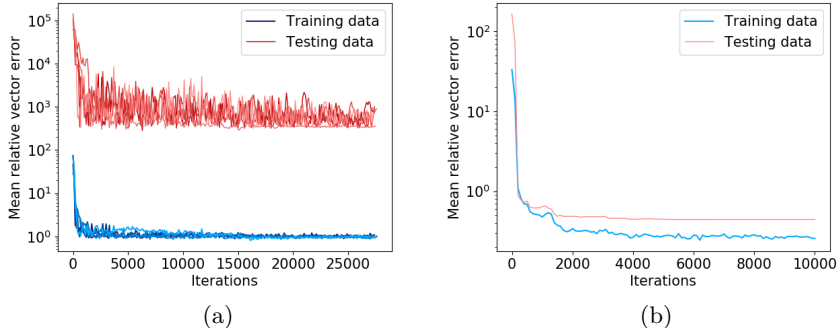 Mean relative vector error
10^5
10^4
10^3
10^2
10^1
10^0
Training data
Testing data
0 5000 10000 15000 20000 25000
Iterations
(a)
Mean relative vector error
10^2
10^1
10^0
Training data
Testing data
0 2000 4000 6000 8000 10000
Iterations
(b)